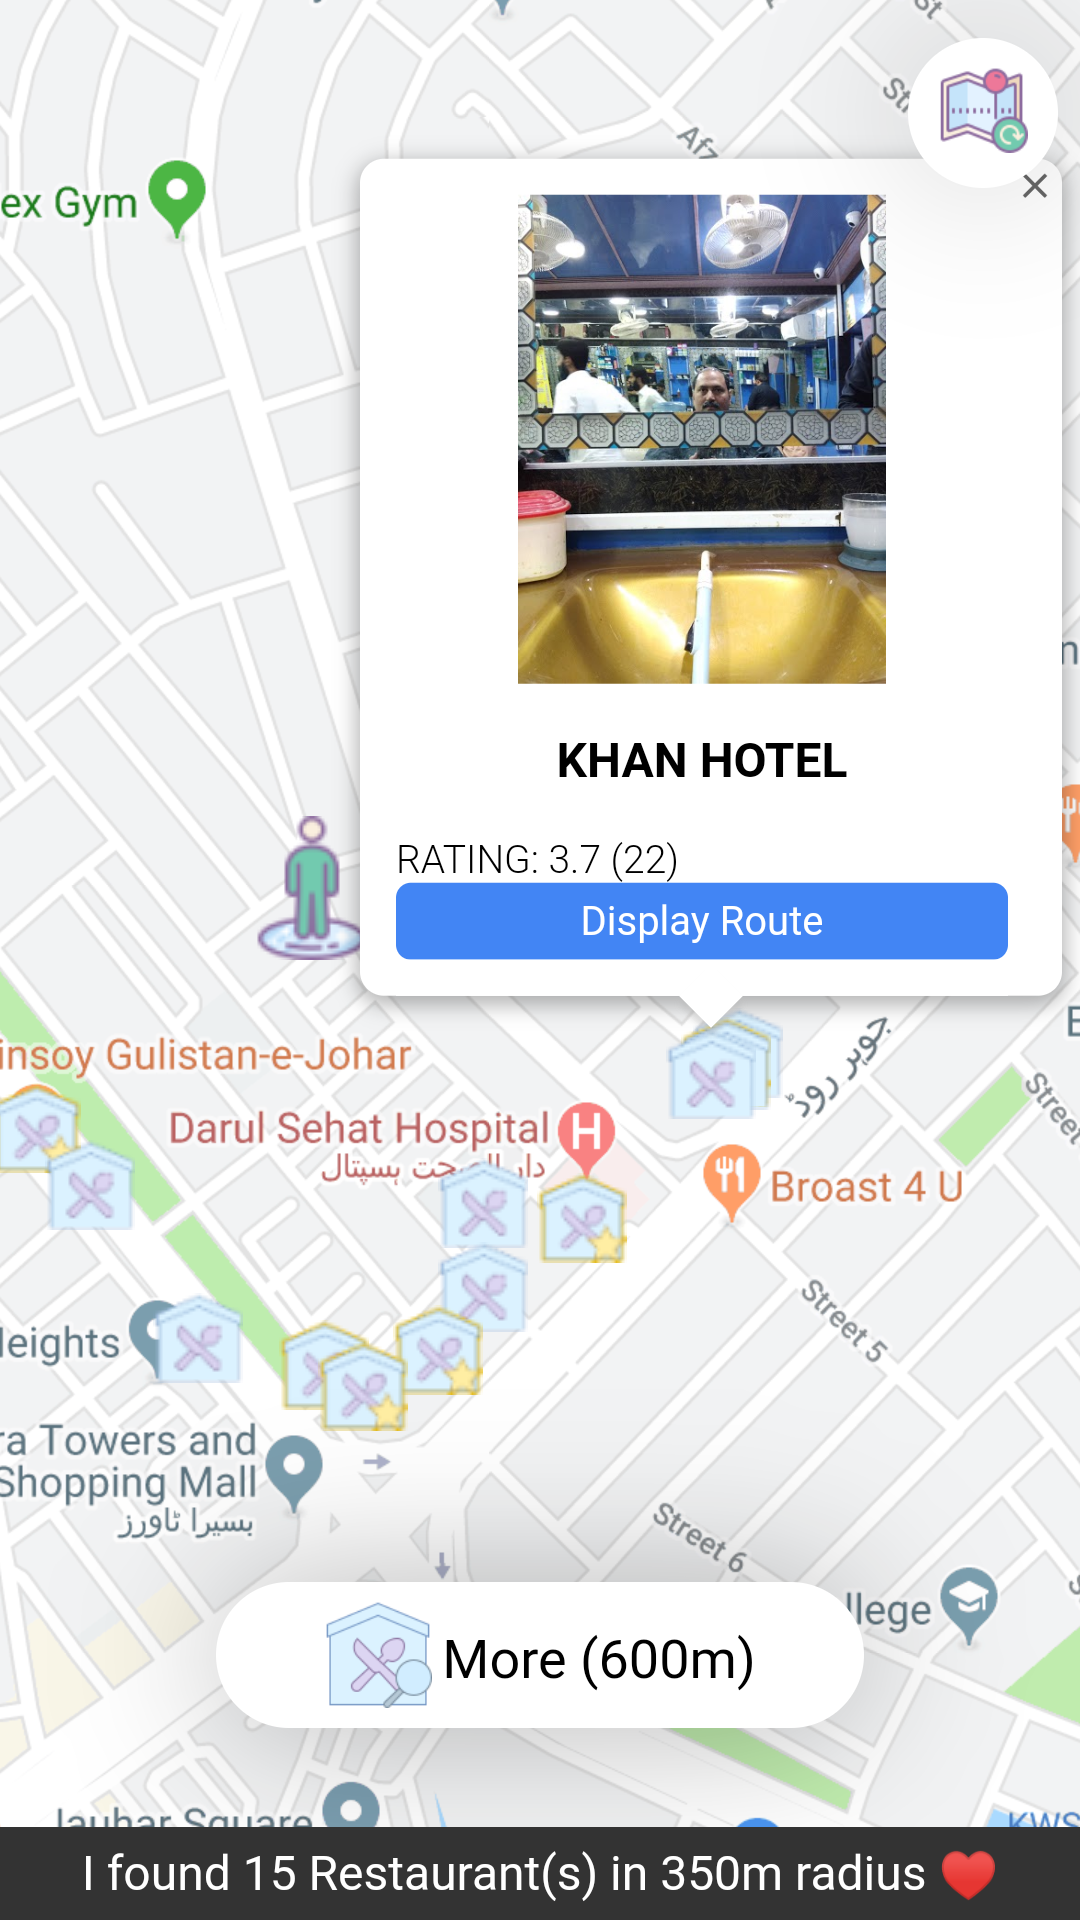 St
Afz
ex Gym
KHAN HOTEL
RATING: 3.7 (22)
Display Route
insoy Gulistan-e-Johar
جوہر روڈ
Street
Darul Sehat Hospital
دار الصحت ہسپتال
Broast 4 U
Street 5
Heights
ra Towers and
Shopping Mall
بسیرا ٹاورز
Street 6
llege
More (600m)
Jauhar Square
KWS
I found 15 Restaurant(s) in 350m radius ❤️